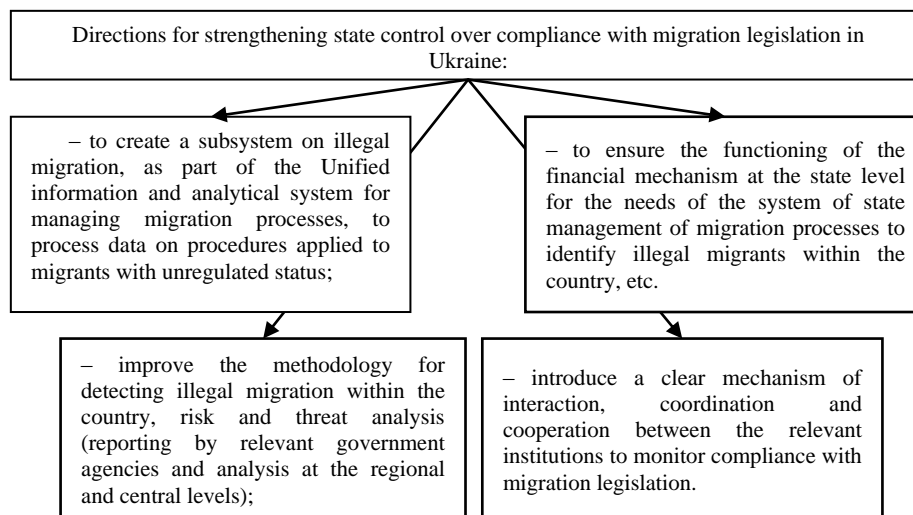 Directions for strengthening state control over compliance with migration legislation in
Ukraine:
– to create a subsystem on illegal
migration, as part of the Unified
information and analytical system for
managing migration processes, to
process data on procedures applied to
migrants with unregulated status;
– to ensure the functioning of the
financial mechanism at the state level
for the needs of the system of state
management of migration processes to
identify illegal migrants within the
country, etc.
– improve the methodology for
detecting illegal migration within the
country, risk and threat analysis
(reporting by relevant government
agencies and analysis at the regional
and central levels);
– introduce a clear mechanism of
interaction, coordination and
cooperation between the relevant
institutions to monitor compliance with
migration legislation.